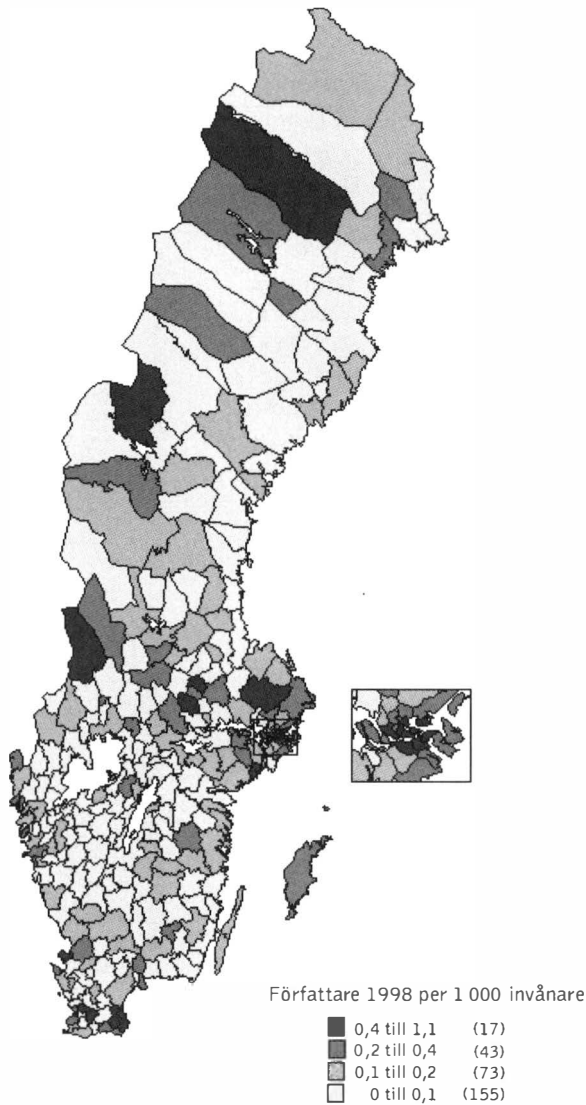 Författare 1998 per 1 000 invånare
0,4 till 1,1 (17)
0,2 till 0,4 (43)
0,1 till 0,2 (73)
0 till 0,1 (155)